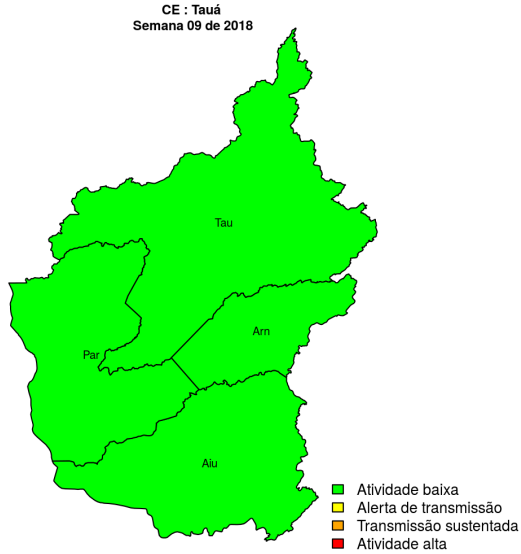 CE : Tauá
Semana 09 de 2018
Tau
Arn
Par
Aiu
Atividade baixa
Alerta de transmissão
Transmissão sustentada
Atividade alta